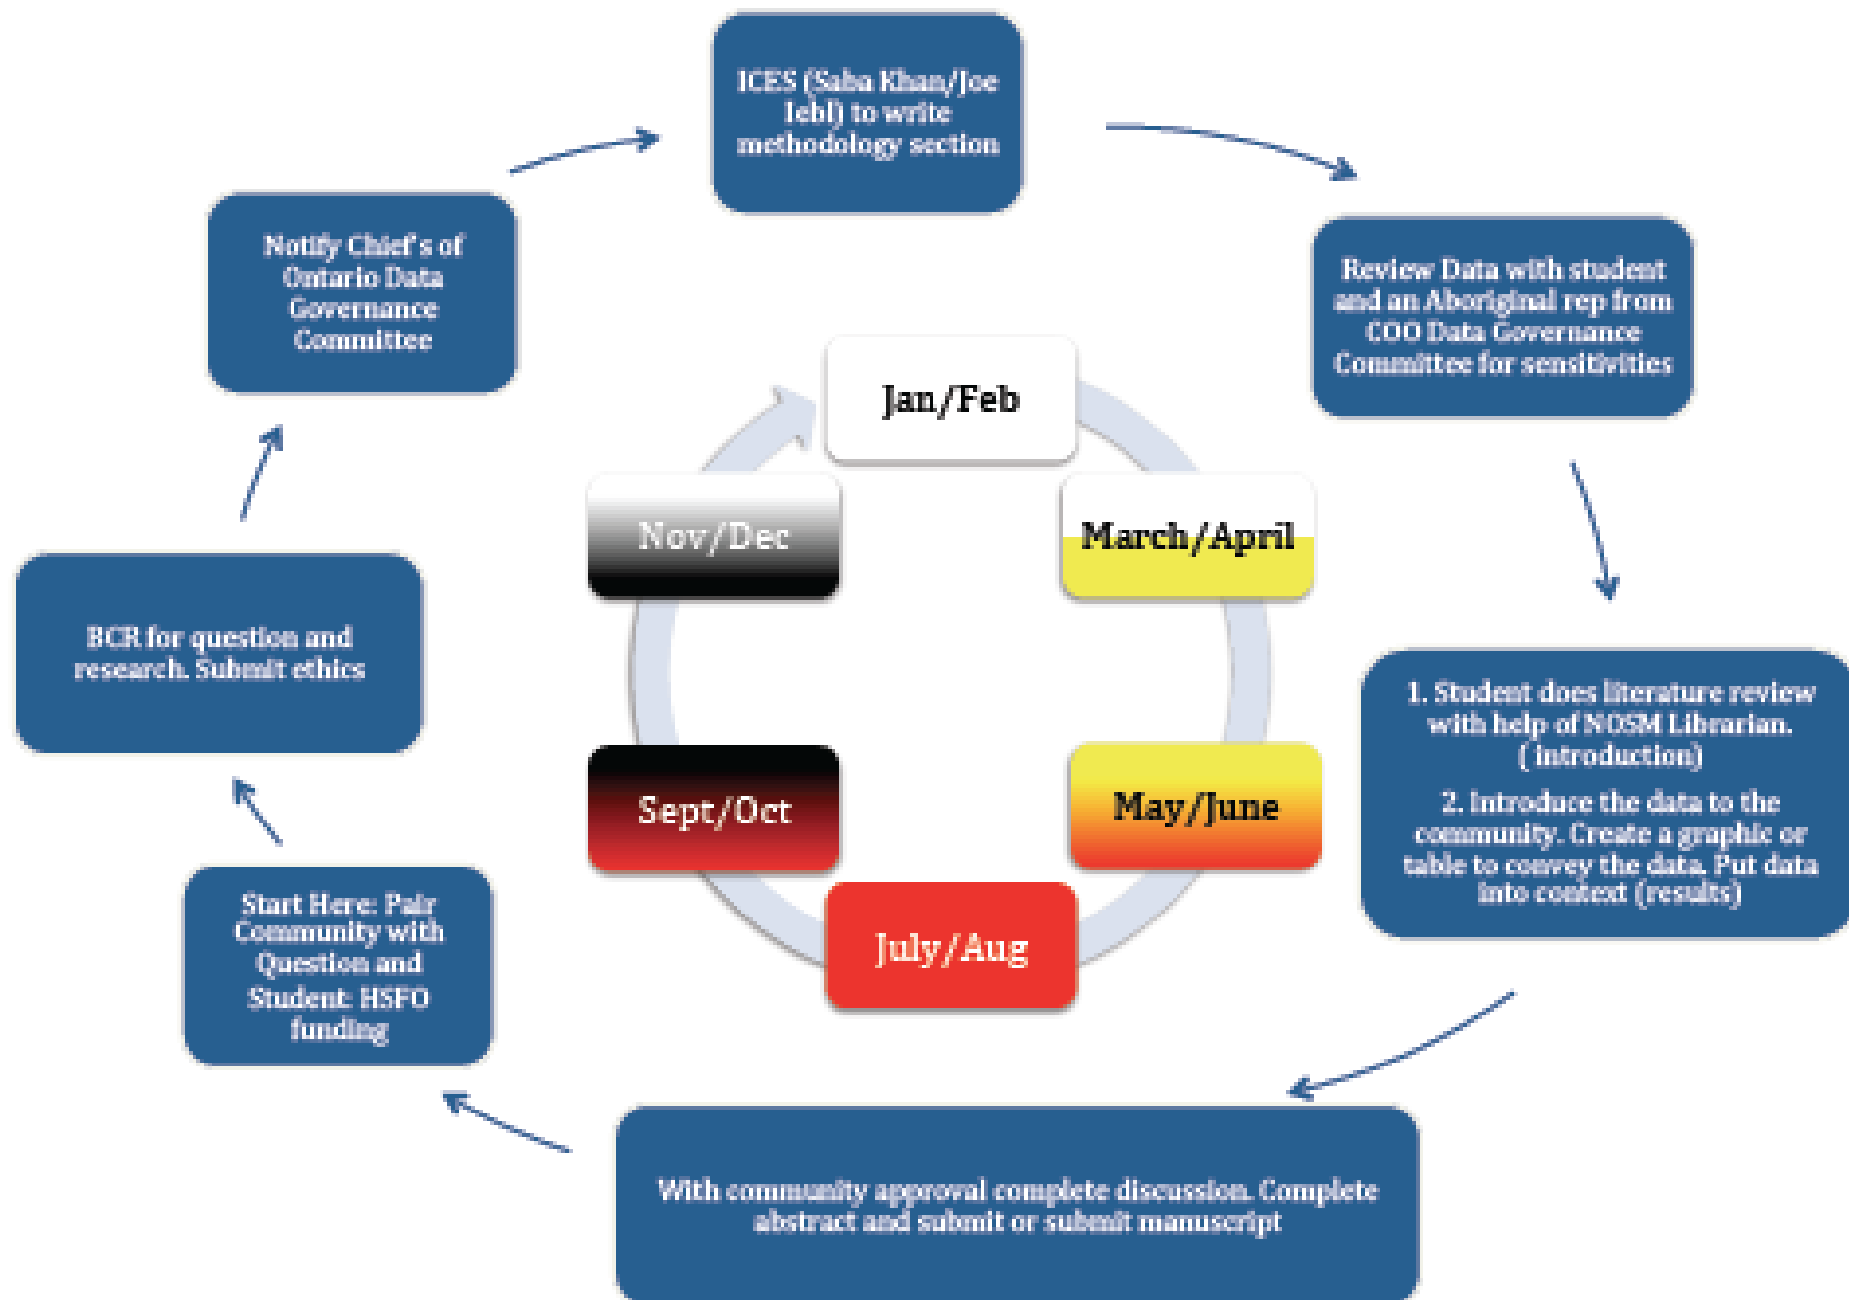 ICES (Saba Khan/Joe
Iebl) to write
methodology section
Notify Chief's of
Ontario Data
Governance
Committee
Review Data with student
and an Aboriginal rep from
COO Data Governance
Committee for sensitivities
Jan/Feb
Nov/Dec
March/April
BCR for question and
research. Submit ethics
1. Student does literature review
with help of NOSM Librarian.
( introduction)
2. Introduce the data to the
community. Create a graphic or
table to convey the data. Put data
into context (results)
Sept/Oct
May/June
July/Aug
Start Here: Pair
Community with
Question and
Student: HSFO
funding
With community approval complete discussion. Complete
abstract and submit or submit manuscript